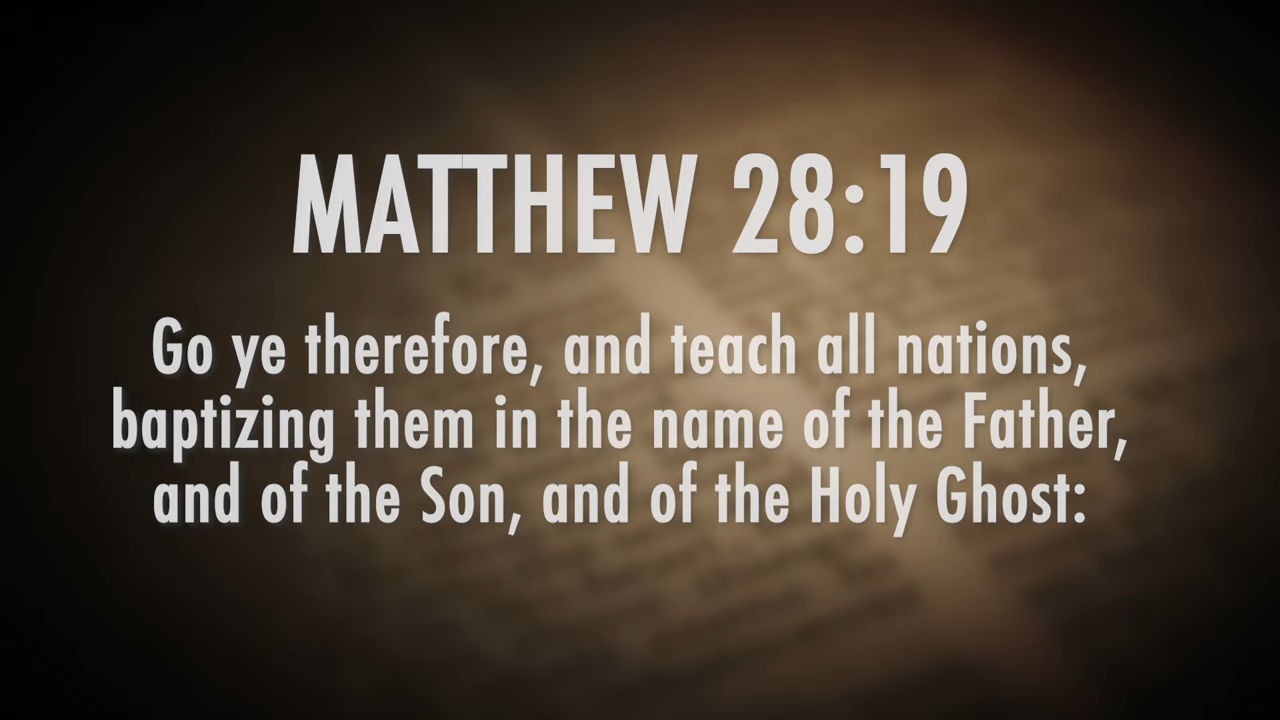 MATTHEW 28:19
Go ye therefore, and teach all nations,
baptizing them in the name of the Father,
and of the Son, and of the Holy Ghost: